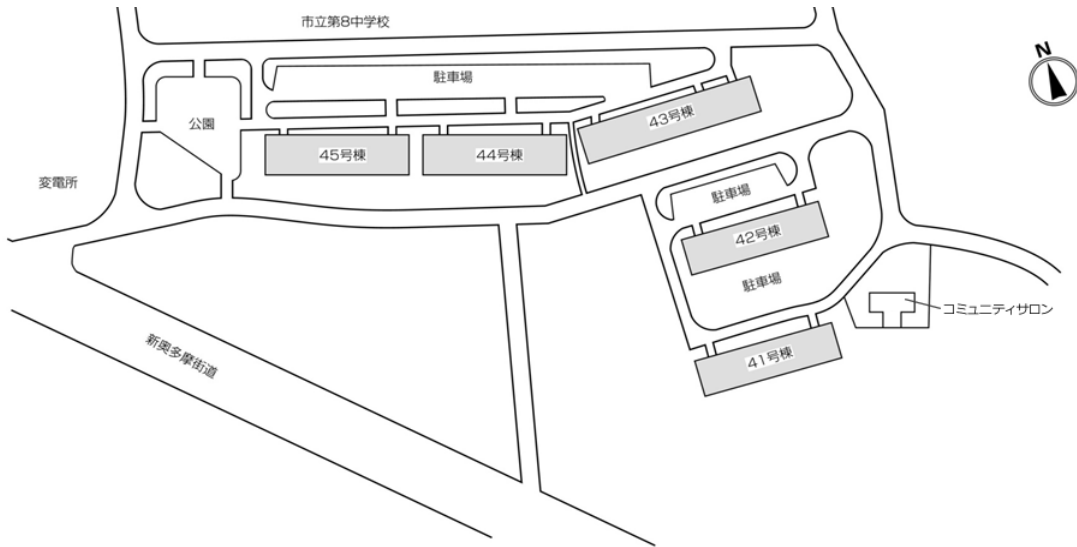 市立第8中学校
N
駐車場
公園
43号棟
45号棟
44号棟
変電所
駐車場
42号棟
駐車場
コミュニティサロン
新奥多摩街道
41号棟